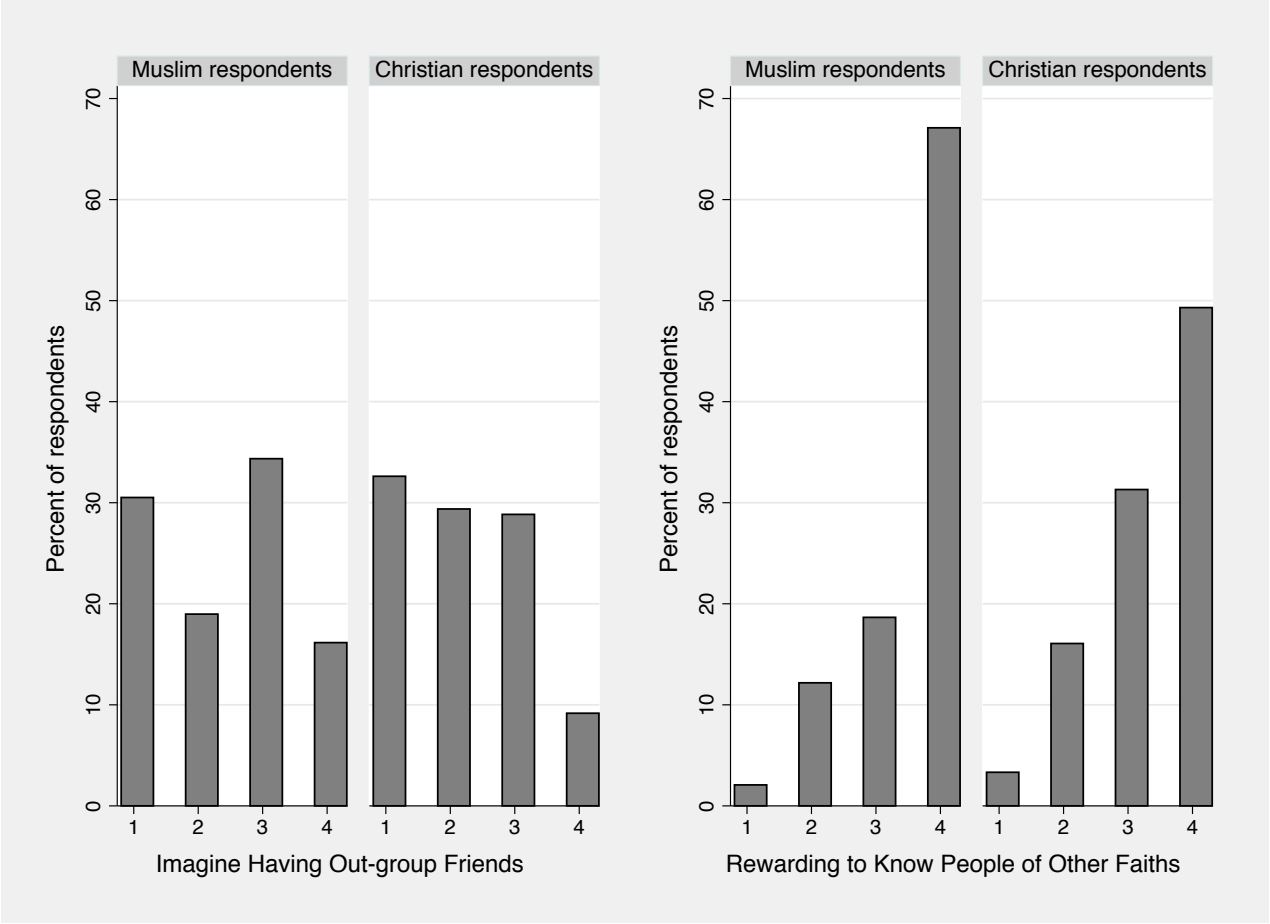 Muslim respondents
Christian respondents
Percent of respondents
70
60
50
40
30
20
10
0
1 2 3 4
1 2 3 4
Imagine Having Out-group Friends
Muslim respondents
Christian respondents
Percent of respondents
70
60
50
40
30
20
10
0
1 2 3 4
1 2 3 4
Rewarding to Know People of Other Faiths